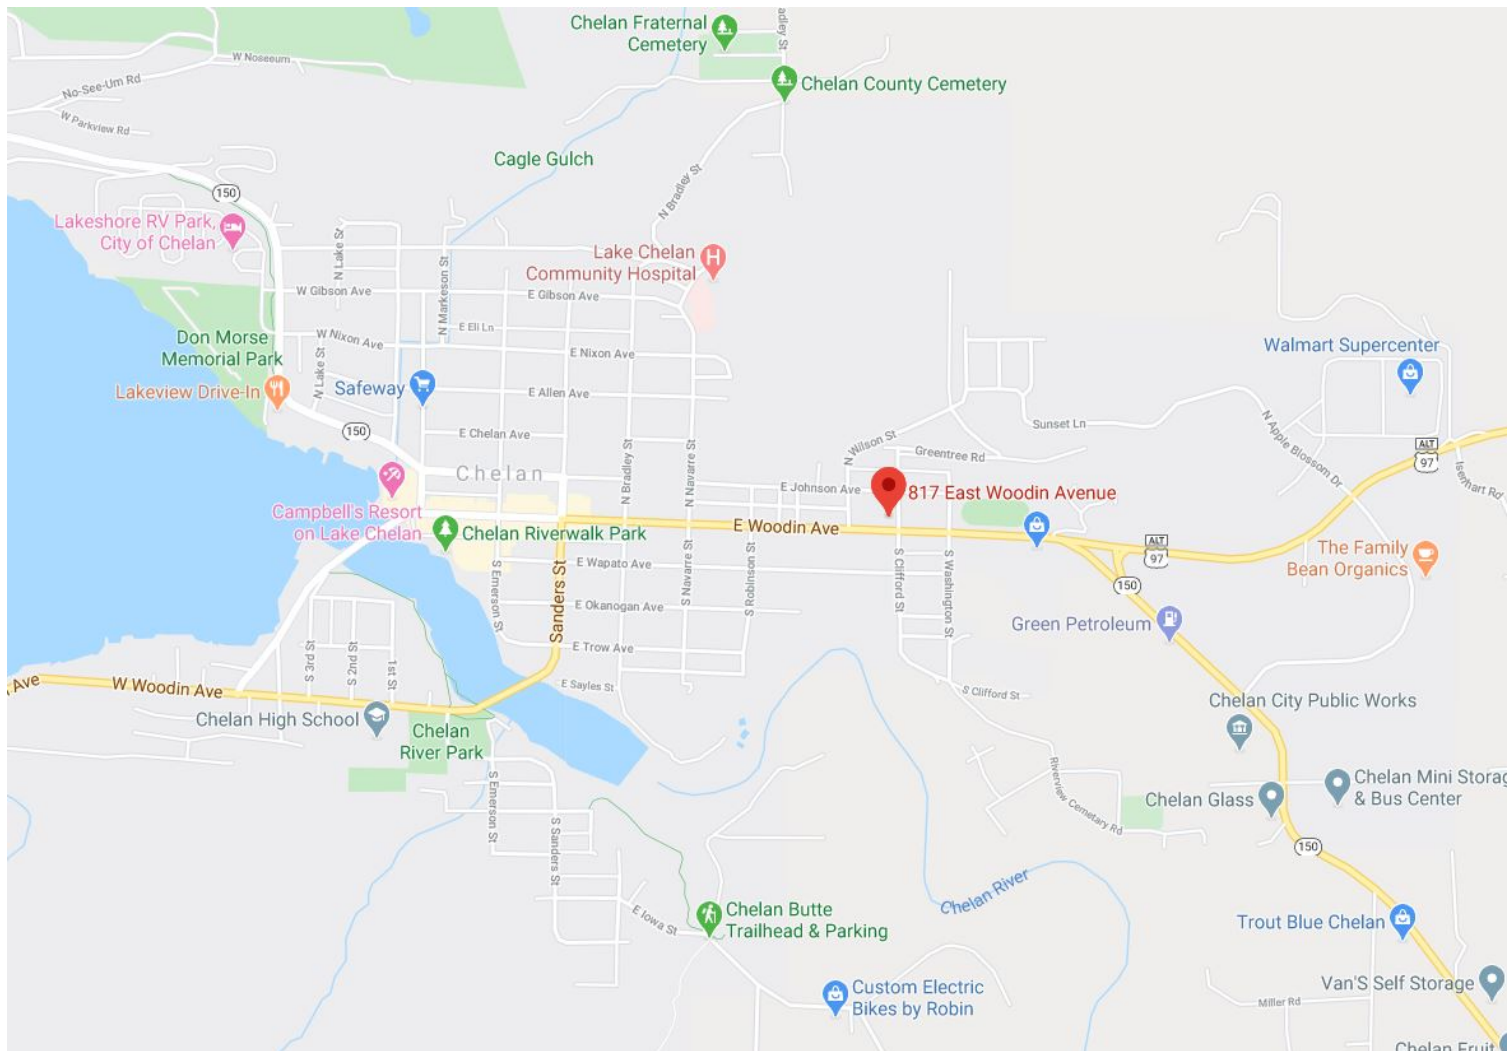 Chelan Fraternal
Cemetery
adley St
W Noseeum
No-See-Um Rd
Chelan County Cemetery
W Parkview Rd
Cagle Gulch
150
N Bradley St
Lakeshore RV Park,
City of Chelan
N Lake St
Lake Chelan
Community Hospital
H
N Markeson St
W Gibson Ave
E Gibson Ave
E Eli Ln
Don Morse
Memorial Park
W Nixon Ave
E Nixon Ave
Walmart Supercenter
N Lake St
Lakeview Drive-In
Safeway
E Allen Ave
150
E Chelan Ave
N Bradley St
N Navarre St
N Wilson St
Sunset Ln
N Apple Blossom Dr
ALT
97
Greentree Rd
Isenhart Rd
Chelan
E Johnson Ave
817 East Woodin Avenue
Campbell's Resort
on Lake Chelan
Chelan Riverwalk Park
E Woodin Ave
ALT
97
The Family
Bean Organics
E Wapato Ave
S Emerson St
Sanders St
S Navarre St
S Robinson St
S Clifford St
S Washington St
150
E Okanogan Ave
Green Petroleum
E Trow Ave
S 3rd St
S 2nd St
1st St
Ave
W Woodin Ave
E Sayles St
S Clifford St
Chelan High School
Chelan
River Park
Chelan City Public Works
S Emerson St
S Sanders St
Riverview Cemetary Rd
Chelan Glass
Chelan Mini Storag
& Bus Center
150
Chelan River
E Iowa St
Chelan Butte
Trailhead & Parking
Trout Blue Chelan
Custom Electric
Bikes by Robin
Van'S Self Storage
Miller Rd
Chelan Fruit